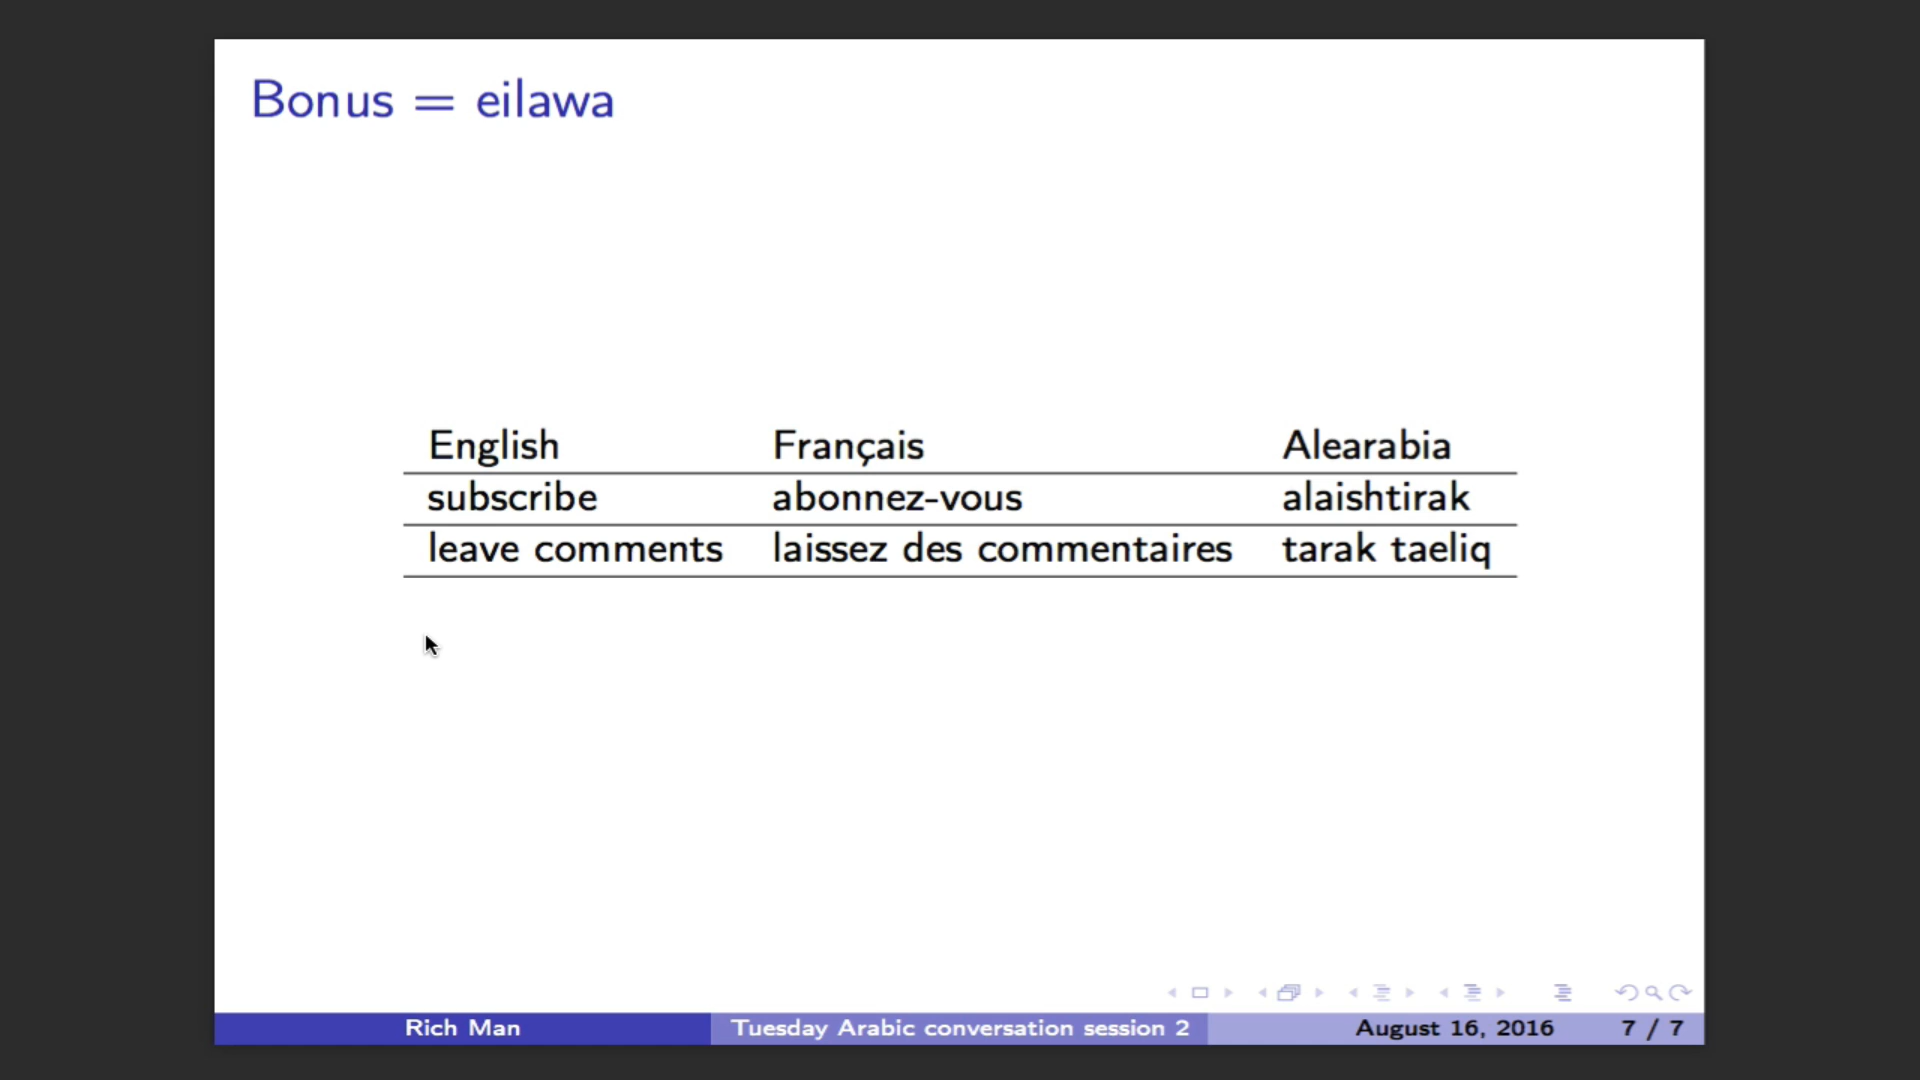 Bonus = eilawa
English Français Alearabia
subscribe abonnez-vous alaishtirak
leave comments laissez des commentaires tarak taeliq
Rich Man Tuesday Arabic conversation session 2 August 16, 2016 7 / 7